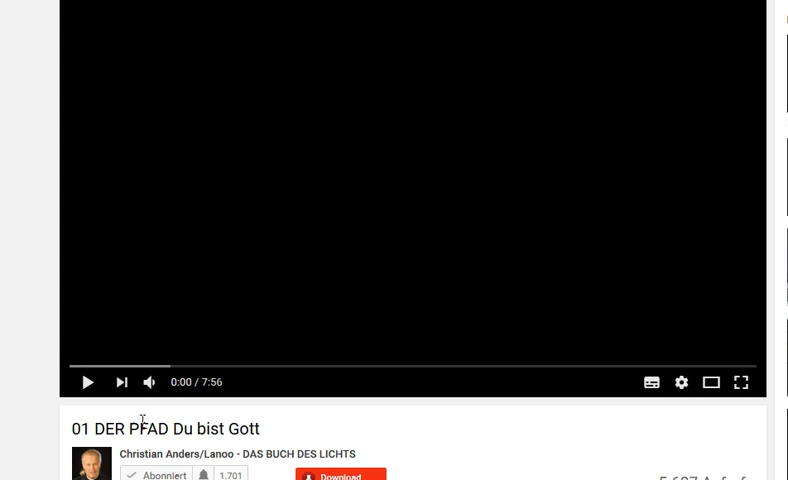 0:00 / 7:56
01 DER PFAD Du bist Gott
Christian Anders/Lanoo - DAS BUCH DES LICHTS
Abonniert 1.701 Download